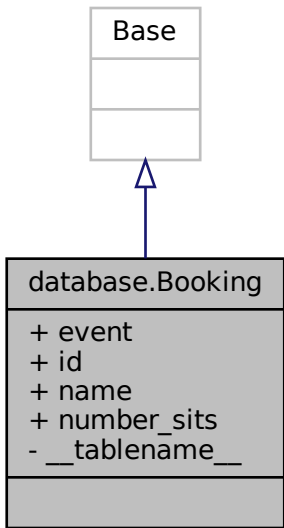 Base
database.Booking
+ event
+ id
+ name
+ number_sits
- __tablename__